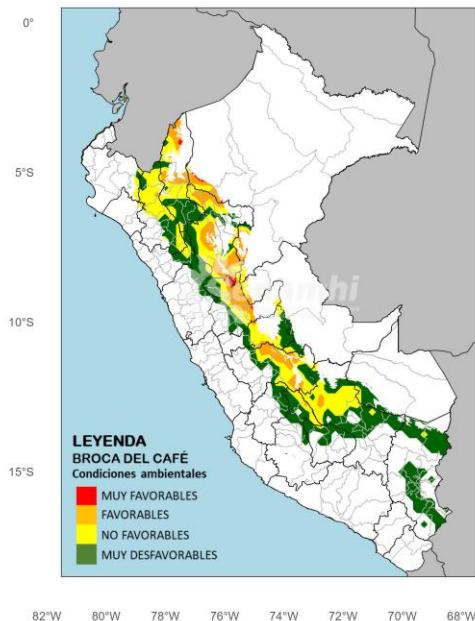 0°
5°S
10°S
15°S
senamhi
LEYENDA
BROCA DEL CAFÉ
Condiciones ambientales
MUY FAVORABLES
FAVORABLES
NO FAVORABLES
MUY DESFAVORABLES
82°W 80°W 78°W 76°W 74°W 72°W 70°W 68°W